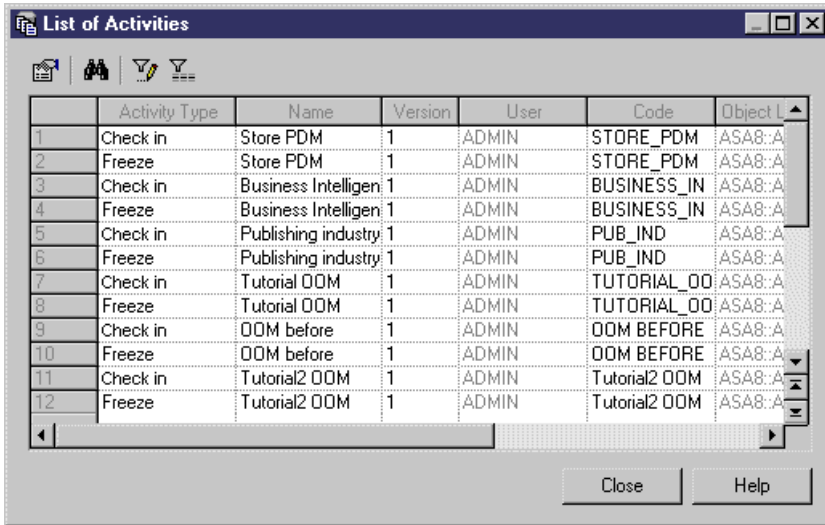 List of Activities
Activity Type Name Version User Code Object L
1 Check in Store PDM 1 ADMIN STORE_PDM ASA8::A
2 Freeze Store PDM 1 ADMIN STORE_PDM ASA8::A
3 Check in Business Intelligen 1 ADMIN BUSINESS_IN ASA8::A
4 Freeze Business Intelligen 1 ADMIN BUSINESS_IN ASA8::A
5 Check in Publishing industry 1 ADMIN PUB_IND ASA8::A
6 Freeze Publishing industry 1 ADMIN PUB_IND ASA8::A
7 Check in Tutorial OOM 1 ADMIN TUTORIAL_OO ASA8::A
8 Freeze Tutorial OOM 1 ADMIN TUTORIAL_OO ASA8::A
9 Check in OOM before 1 ADMIN OOM BEFORE ASA8::A
10 Freeze OOM before 1 ADMIN OOM BEFORE ASA8::A
11 Check in Tutorial2 OOM 1 ADMIN Tutorial2 OOM ASA8::A
12 Freeze Tutorial2 OOM 1 ADMIN Tutorial2 OOM ASA8::A
Close Help